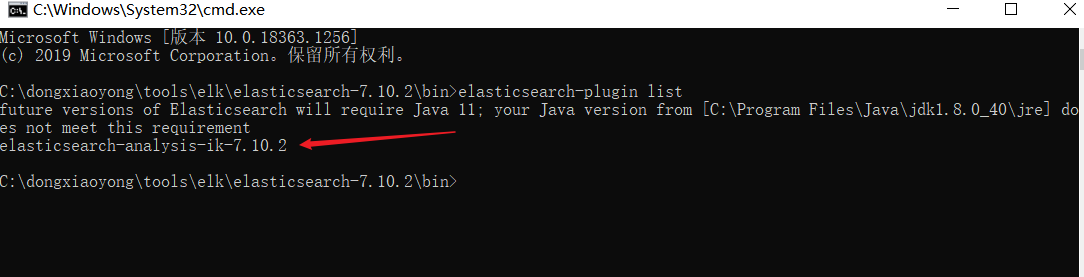 C:\Windows\System32\cmd.exe
Microsoft Windows [版本 10.0.18363.1256]
(c) 2019 Microsoft Corporation。保留所有权利。
C:\dongxiaoyong\tools\elk\elasticsearch-7.10.2\bin>elasticsearch-plugin list
future versions of Elasticsearch will require Java 11; your Java version from [C:\Program Files\Java\jdk1.8.0_40\jre] do
es not meet this requirement
elasticsearch-analysis-ik-7.10.2
C:\dongxiaoyong\tools\elk\elasticsearch-7.10.2\bin>